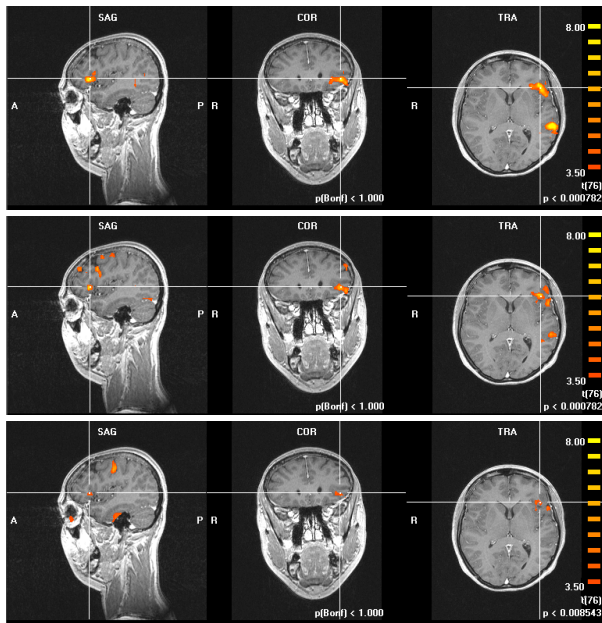 SAG COR TRA
8.00
A P R R
3.50
t(76)
p(Bonf) < 1.000 p < 0.000782
SAG COR TRA
8.00
A P R R
3.50
t(76)
p(Bonf) < 1.000 p < 0.000782
SAG COR TRA
8.00
A P R R
3.50
t(76)
p(Bonf) < 1.000 p < 0.008543